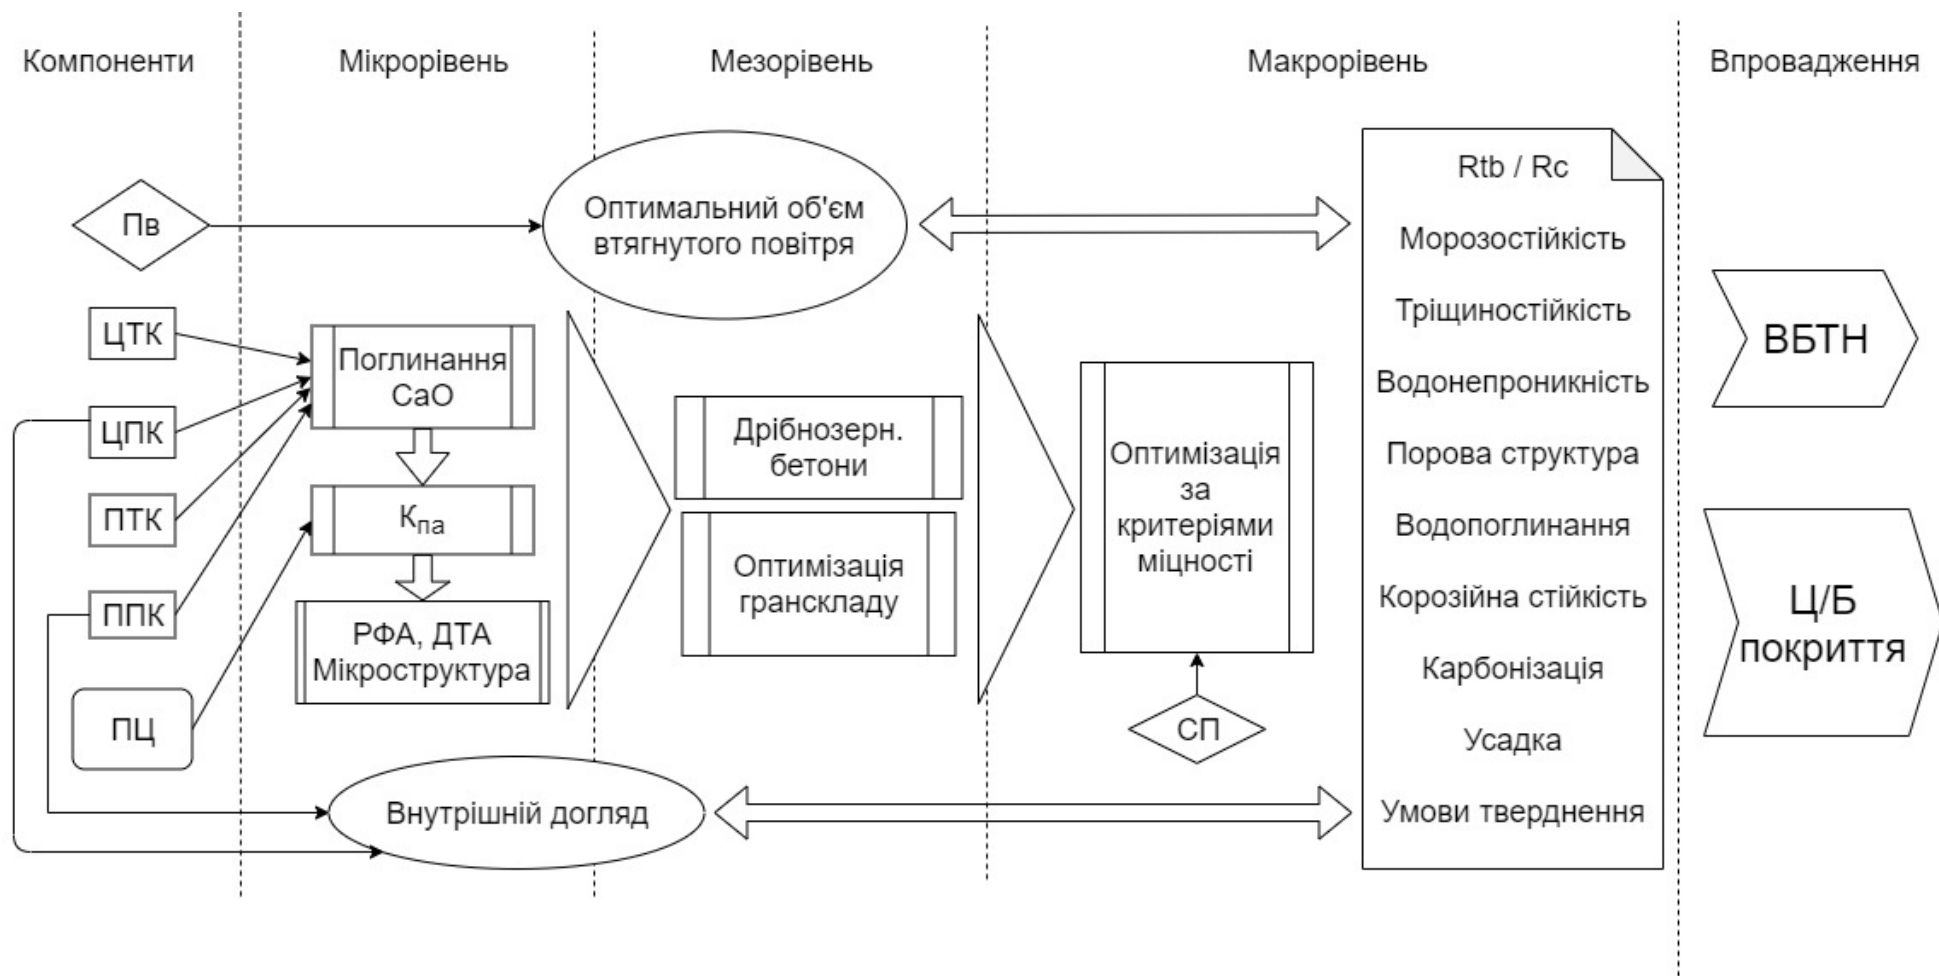 Компоненти
Мікрорівень
Мезорівень
Макрорівень
Впровадження
Пв
ЦТК
ЦПК
ПТК
ППК
ПЦ
Поглинання
СаО
Кпа
РФА, ДТА
Мікроструктура
Оптимальний об'єм
втягнутого повітря
Внутрішній догляд
Дрібнозерн.
бетони
Оптимізація
гранскладу
Оптимізація
за
критеріями
міцності
СП
Rtb / Rc
Морозостійкість
Тріщиностійкість
Водонепроникність
Порова структура
Водопоглинання
Корозійна стійкість
Карбонізація
Усадка
Умови тверднення
ВБТН
Ц/Б
покриття